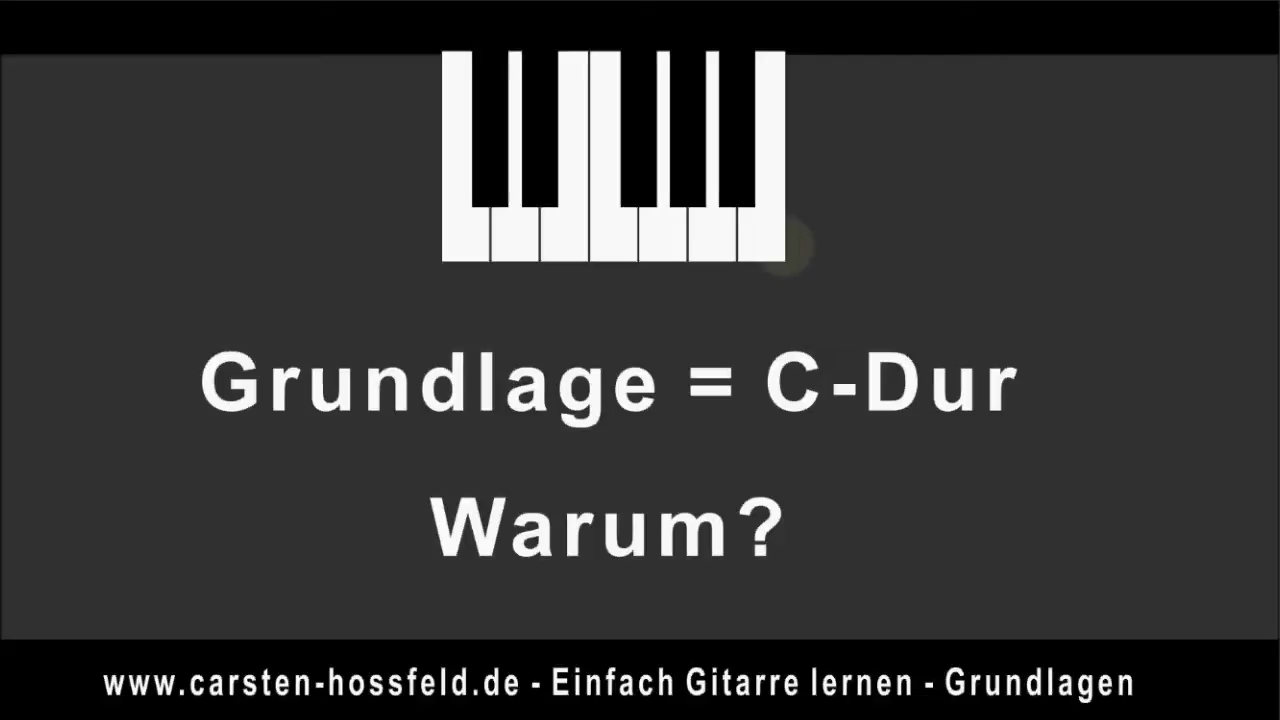 Grundlage = C-Dur
Warum?
www.carsten-hossfeld.de - Einfach Gitarre lernen - Grundlagen